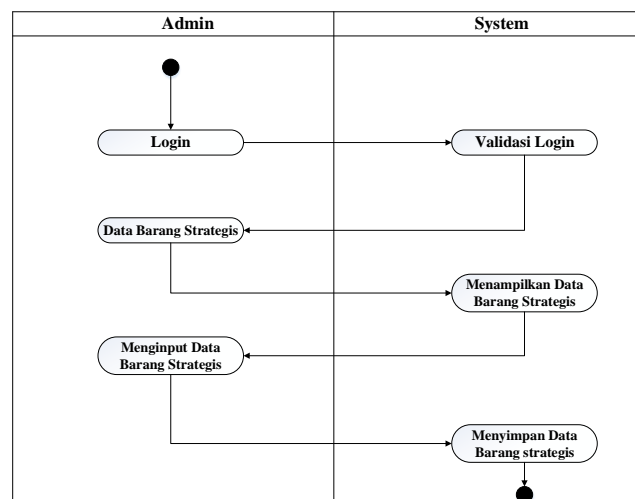 Admin
System
Login
Validasi Login
Data Barang Strategis
Menampilkan Data
Barang Strategis
Menginput Data
Barang Strategis
Menyimpan Data
Barang strategis